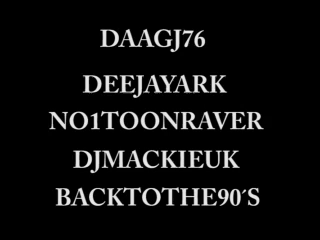 DAAGJ76
DEEJAYARK
NO1TOONRAVER
DJMACKIEUK
BACKTOTHE90´S